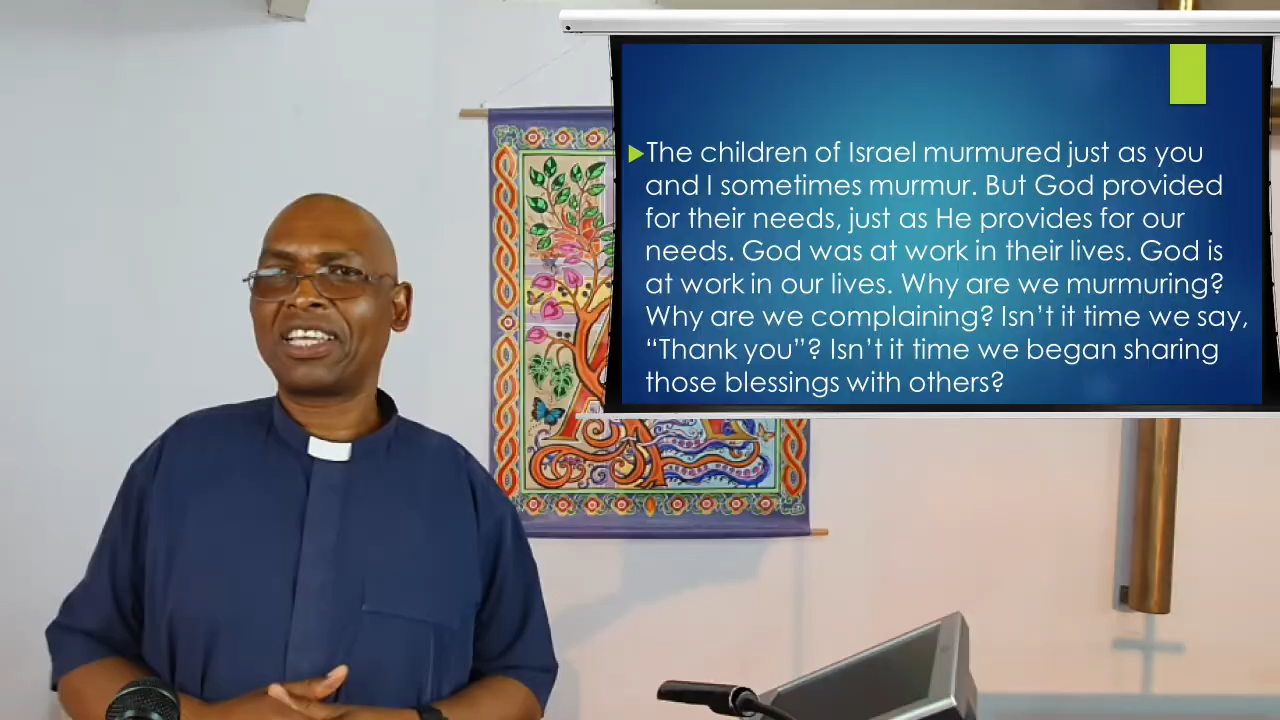 The children of Israel murmured just as you
and I sometimes murmur. But God provided
for their needs, just as He provides for our
needs. God was at work in their lives. God is
at work in our lives. Why are we murmuring?
Why are we complaining? Isn’t it time we say,
“Thank you”? Isn’t it time we began sharing
those blessings with others?